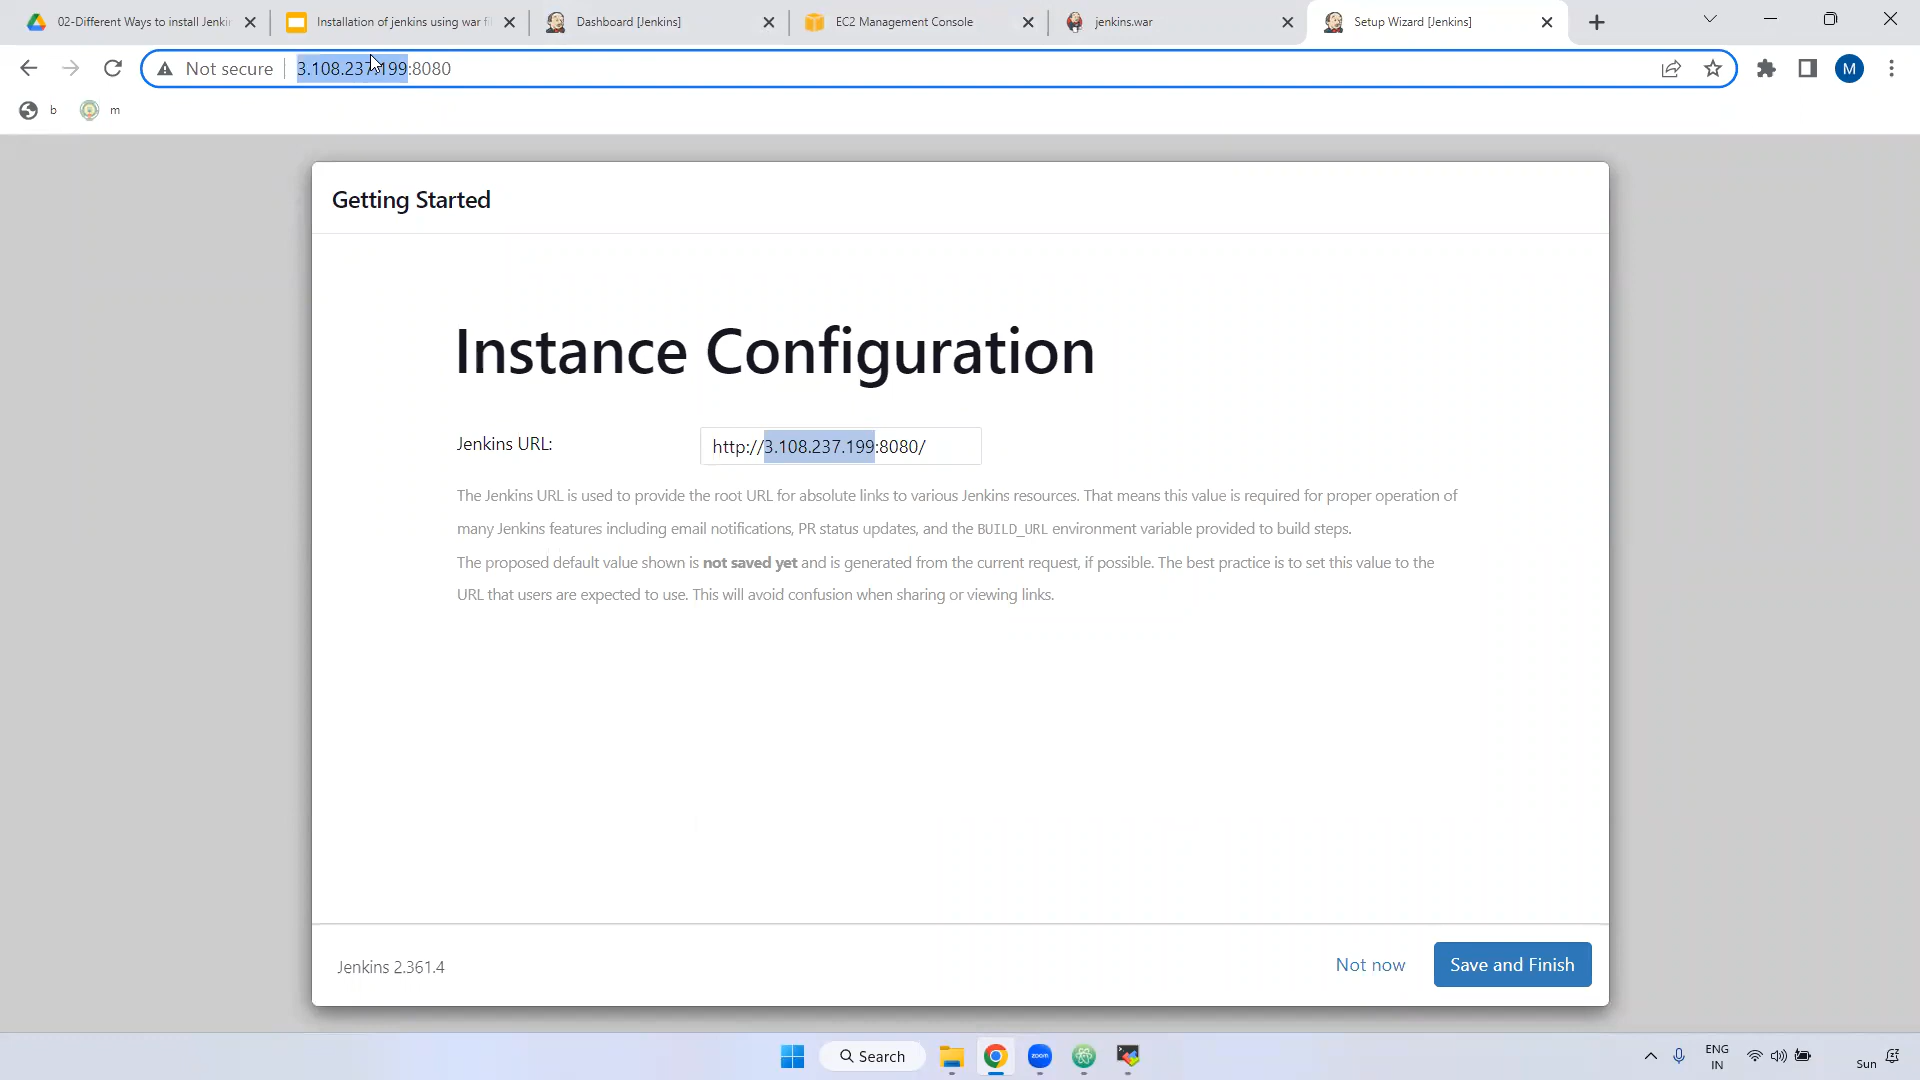 02-Different Ways to install Jenki
Installation of jenkins using war fi
Dashboard [Jenkins]
EC2 Management Console
jenkins.war
Setup Wizard [Jenkins]
Not secure
3.108.237.199:8080
M
b
m
Getting Started
Instance Configuration
Jenkins URL:
http://3.108.237.199:8080/
The Jenkins URL is used to provide the root URL for absolute links to various Jenkins resources. That means this value is required for proper operation of
many Jenkins features including email notifications, PR status updates, and the BUILD_URL environment variable provided to build steps.
The proposed default value shown is not saved yet and is generated from the current request, if possible. The best practice is to set this value to the
URL that users are expected to use. This will avoid confusion when sharing or viewing links.
Jenkins 2.361.4
Not now
Save and Finish
Search
zoom
ENG
IN
Sun